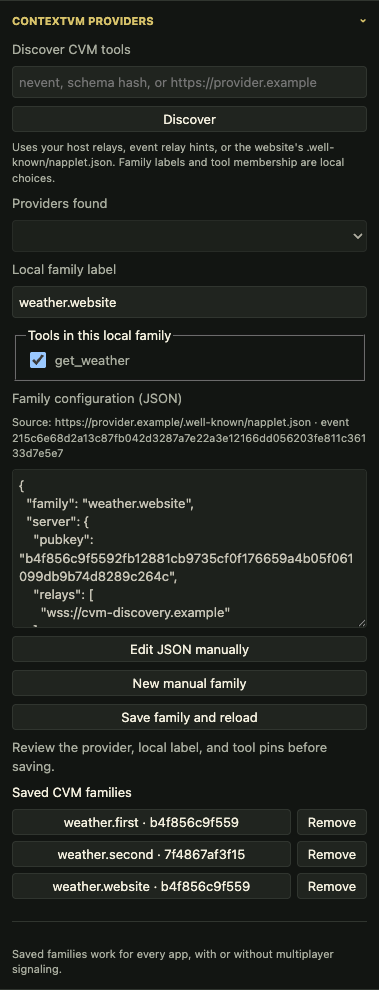 CONTEXTVM PROVIDERS
Discover CVM tools
nevent, schema hash, or https://provider.example
Discover
Uses your host relays, event relay hints, or the website's .well-
known/napplet.json. Family labels and tool membership are local
choices.
Providers found
Local family label
weather.website
Tools in this local family
get_weather
Family configuration (JSON)
Source: https://provider.example/.well-known/napplet.json · event
215c6e68d2a13c87fb042d3287a7e22a3e12166dd056203fe811c361
33d7e5e7
{
"family": "weather.website",
"server": {
"pubkey":
"b4f856c9f5592fb12881cb9735cf0f176659a4b05f061
099db9b74d8289c264c",
"relays": [
"wss://cvm-discovery.example"
Edit JSON manually
New manual family
Save family and reload
Review the provider, local label, and tool pins before
saving.
Saved CVM families
weather.first · b4f856c9f559
Remove
weather.second · 7f4867af3f15
Remove
weather.website · b4f856c9f559
Remove
Saved families work for every app, with or without multiplayer
signaling.